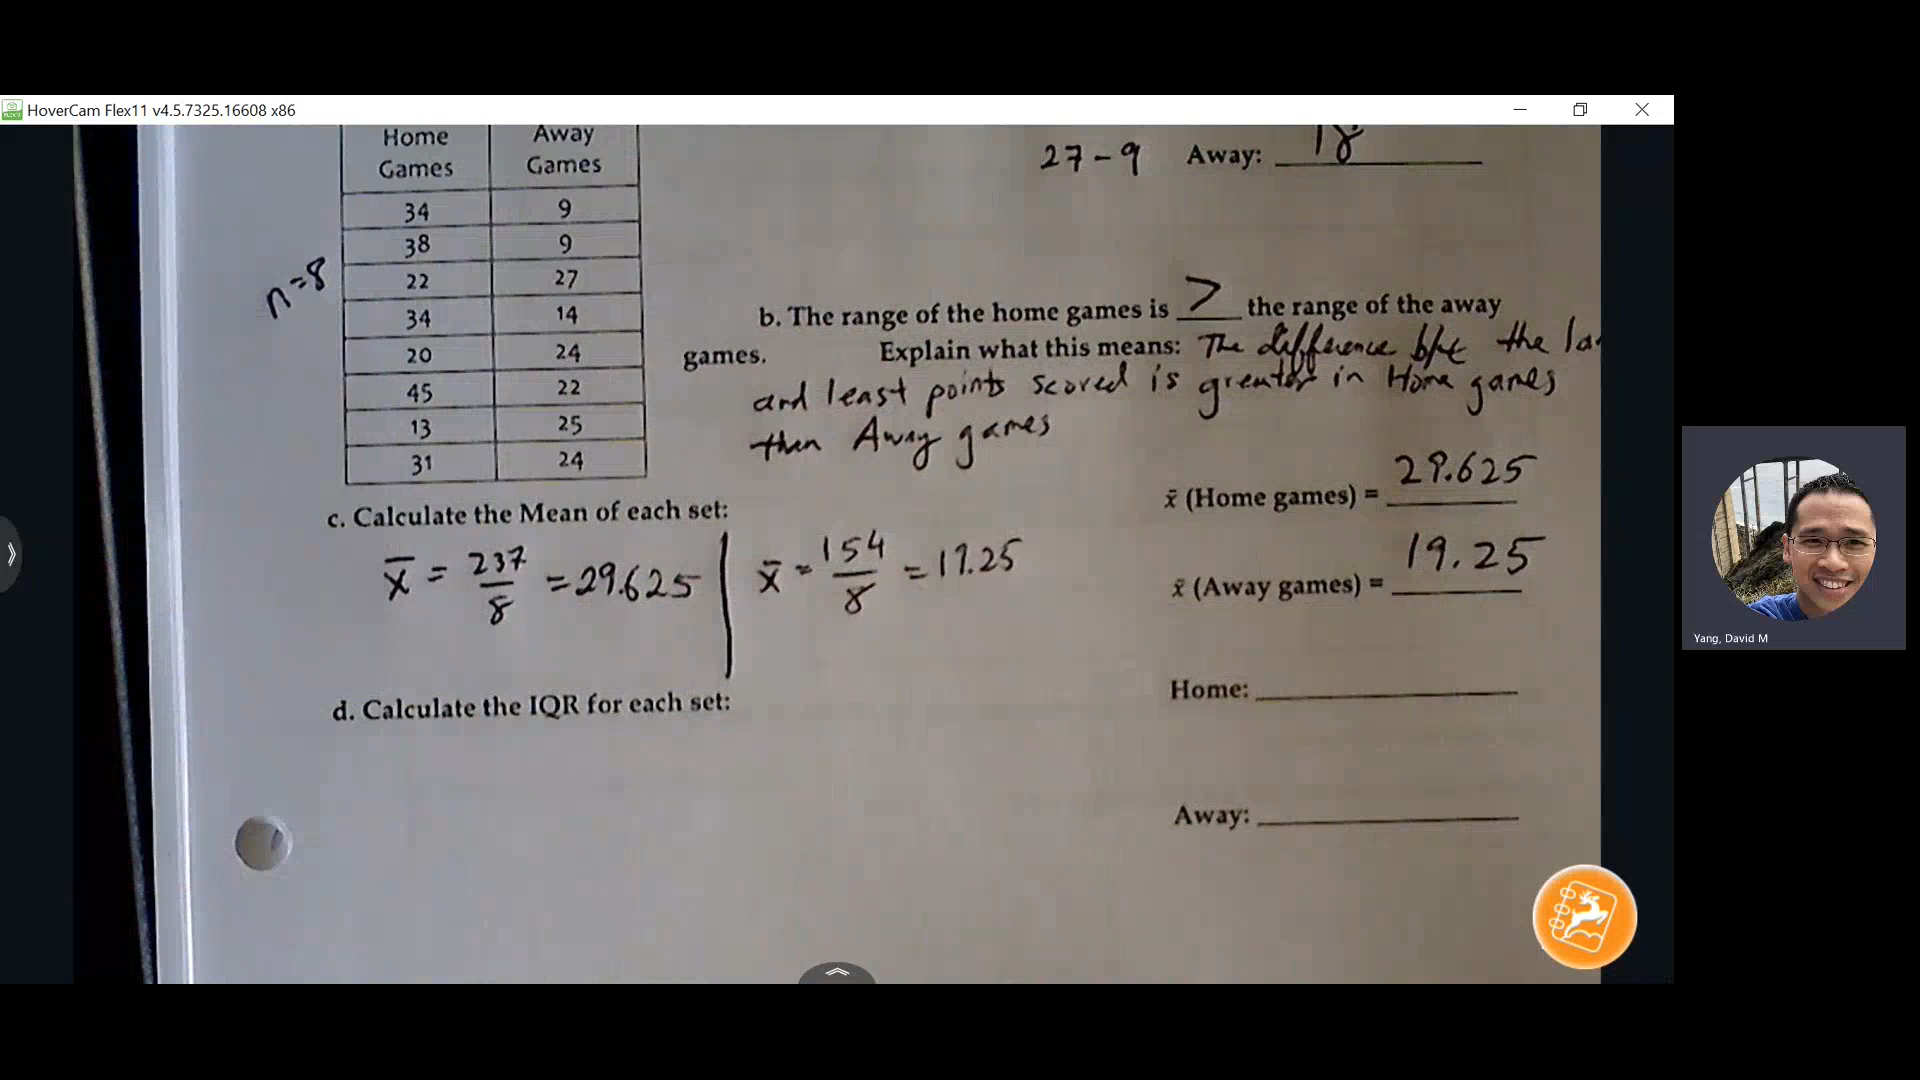 HoverCam Flex11 v4.5.7325.16608 x86
Home Games Away Games
34 9
38 9
22 27
34 14
20 24
45 22
13 25
31 24
n=8
27 - 9 Away: 18
b. The range of the home games is > the range of the away
games. Explain what this means: The difference b/t the la
and least points scored is greater in Home games
than Away games
c. Calculate the Mean of each set:
x̄ = 237/8 = 29.625 | x̄ = 154/8 = 19.25
x̄ (Home games) = 29.625
x̄ (Away games) = 19.25
d. Calculate the IQR for each set:
Home:
Away:
Yang, David M